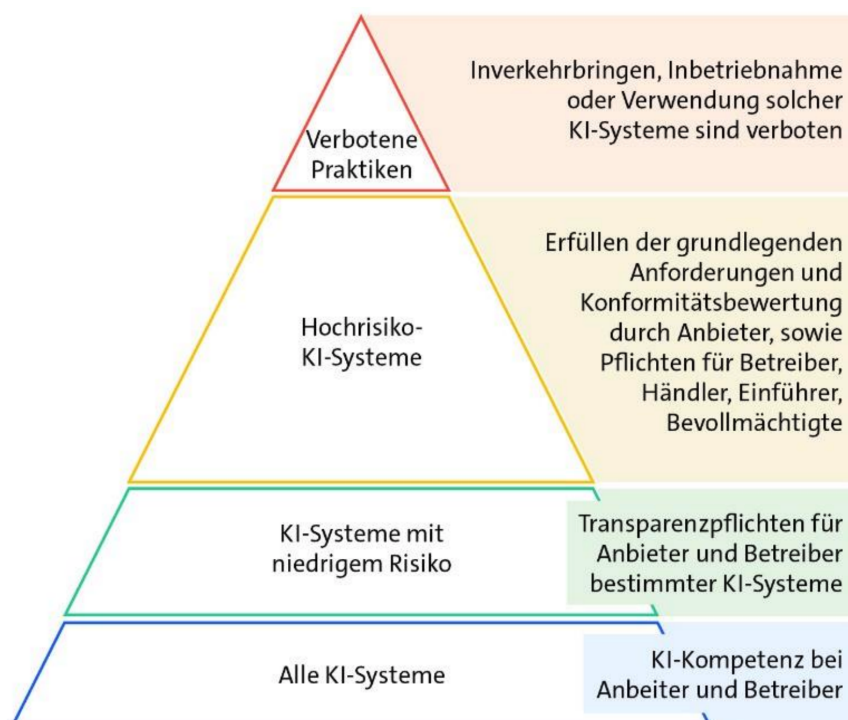 Inverkehrbringen, Inbetriebnahme
oder Verwendung solcher
KI-Systeme sind verboten
Verbotene
Praktiken
Erfüllen der grundlegenden
Anforderungen und
Konformitätsbewertung
durch Anbieter, sowie
Pflichten für Betreiber,
Händler, Einführer,
Bevollmächtigte
Hochrisiko-
KI-Systeme
Transparenzpflichten für
Anbieter und Betreiber
bestimmter KI-Systeme
KI-Systeme mit
niedrigem Risiko
KI-Kompetenz bei
Anbeiter und Betreiber
Alle KI-Systeme